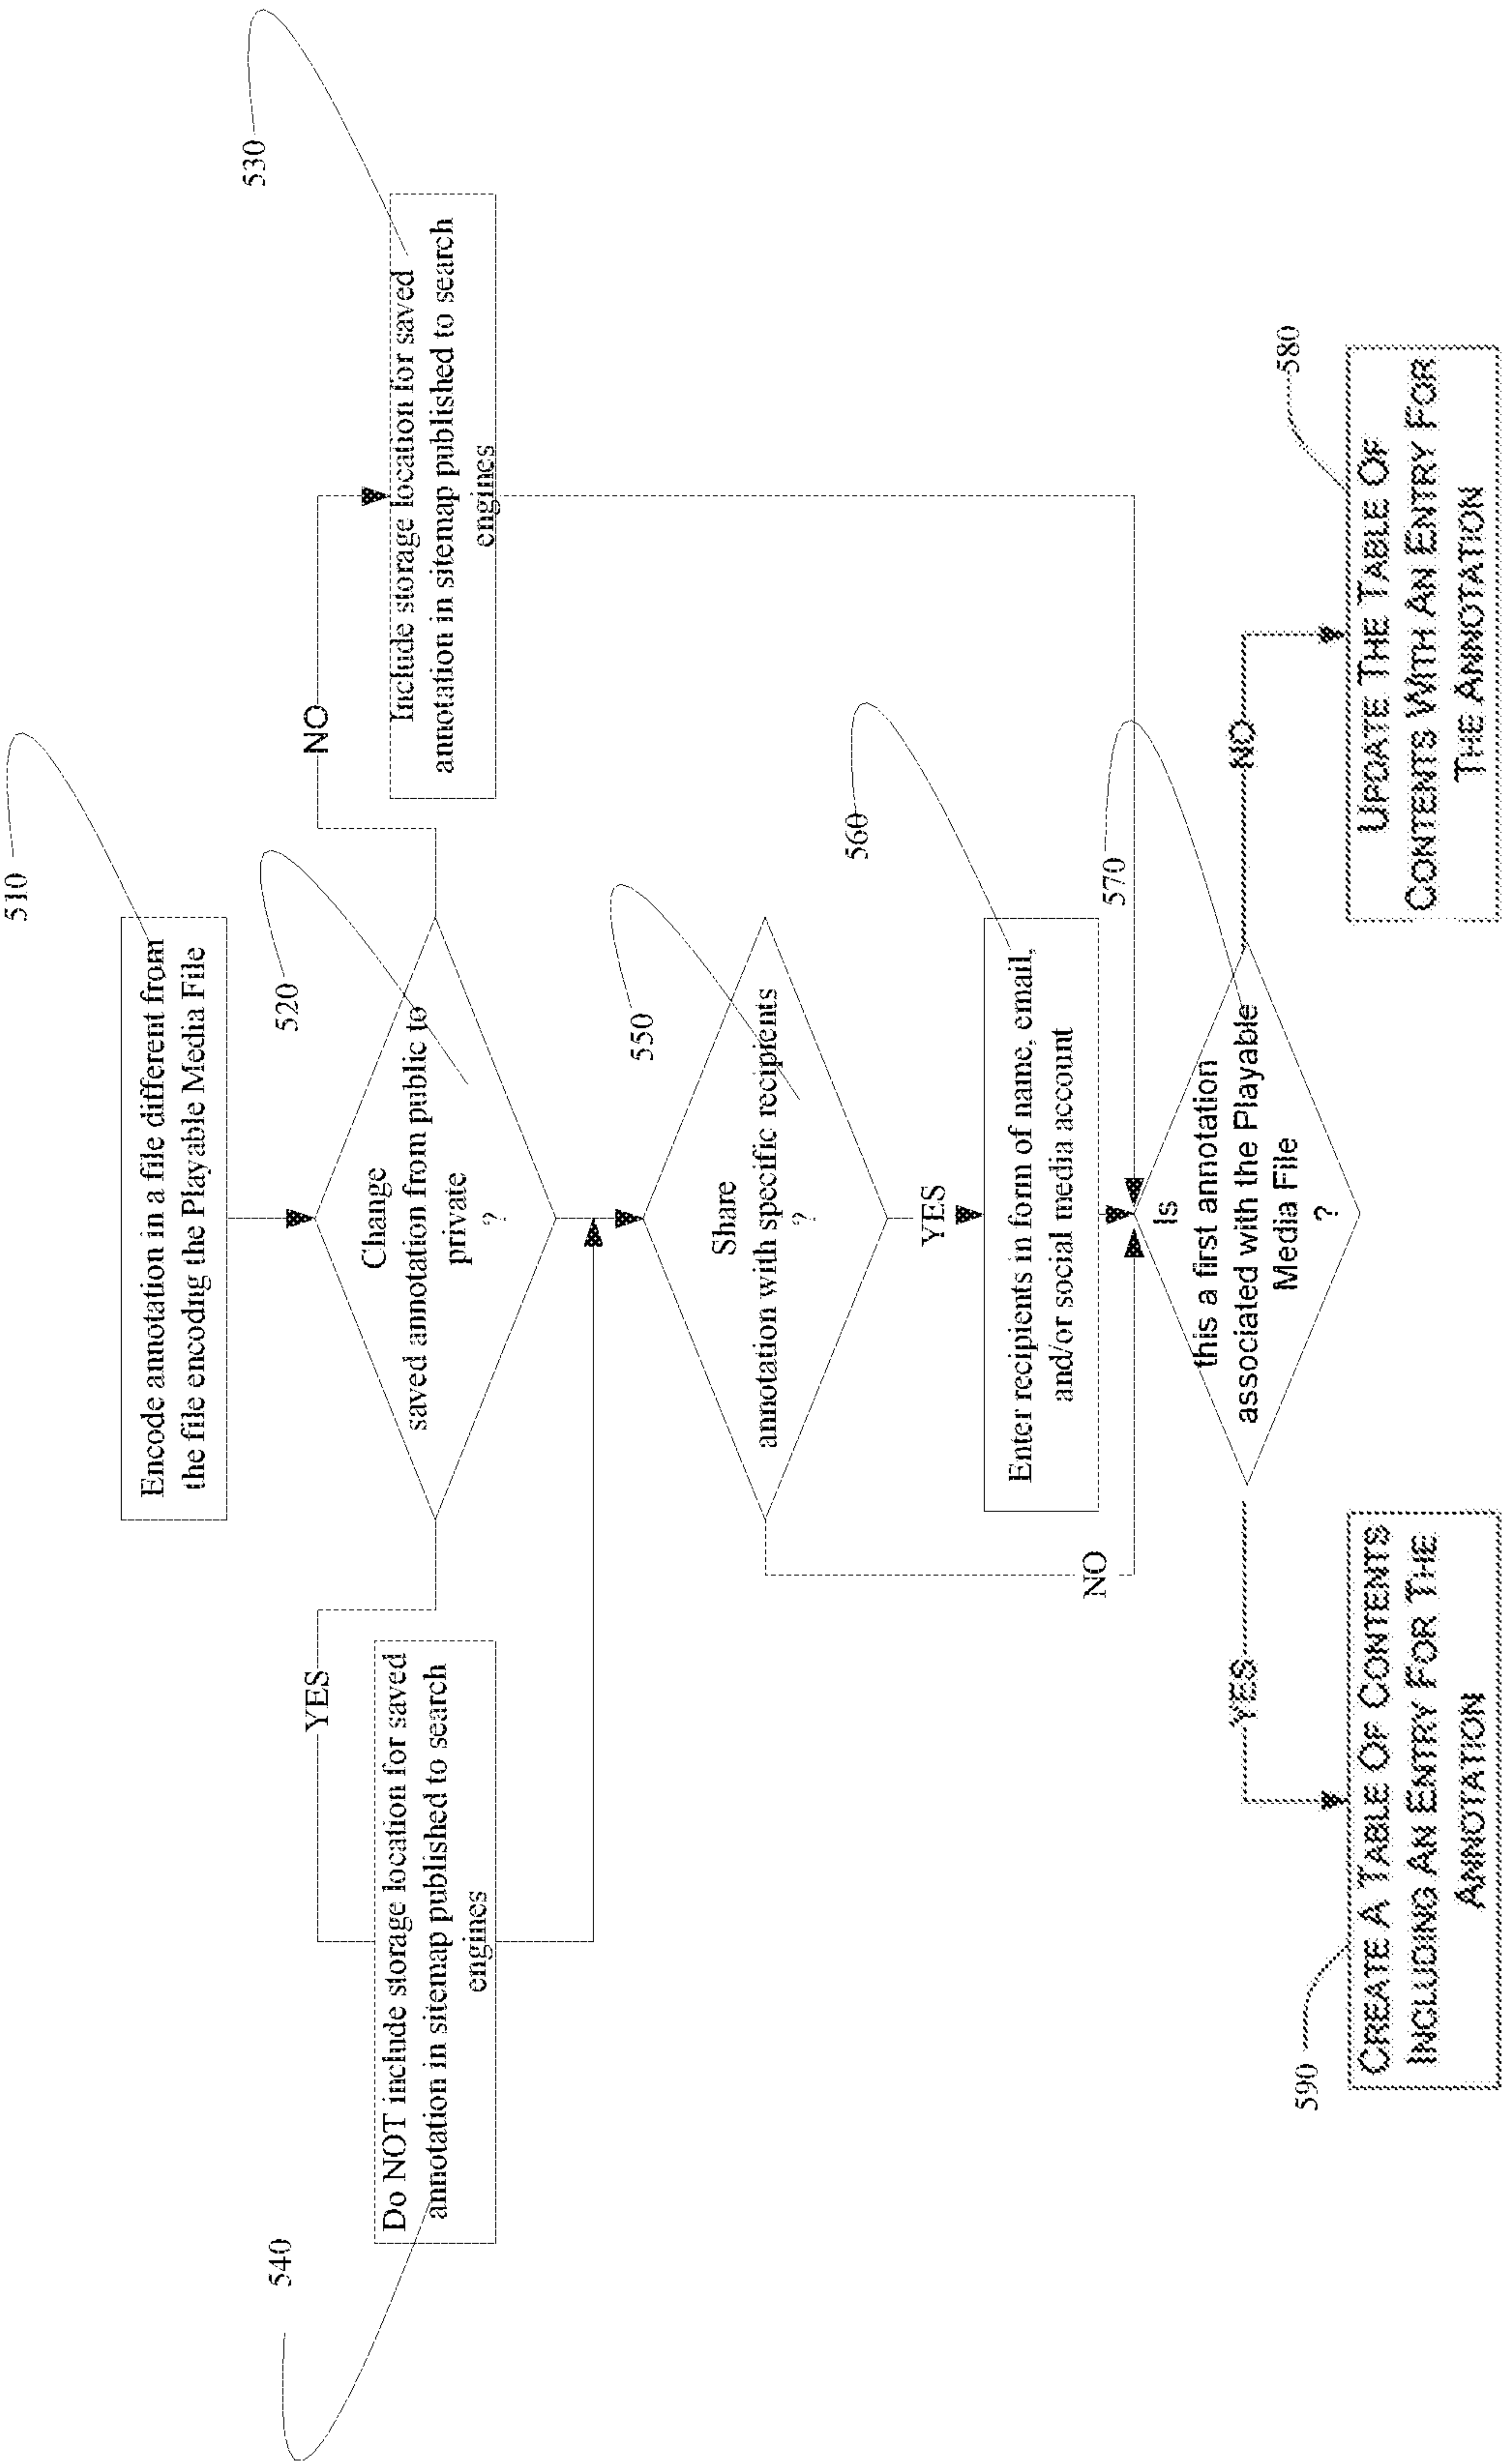 510
Encode annotation in a file different from
the file encodng the Playable Media File
520
Change
saved annotation from public to
private
?
YES
NO
530
Include storage location for saved
annotation in sitemap published to search
engines
540
Do NOT include storage location for saved
annotation in sitemap published to search
engines
550
Share
annotation with specific recipients
?
YES
NO
560
Enter recipients in form of name, email,
and/or social media account
570
Is
this a first annotation
associated with the Playable
Media File
?
YES
NO
580
UPDATE THE TABLE OF
CONTENTS WITH AN ENTRY FOR
THE ANNOTATION
590
CREATE A TABLE OF CONTENTS
INCLUDING AN ENTRY FOR THE
ANNOTATION